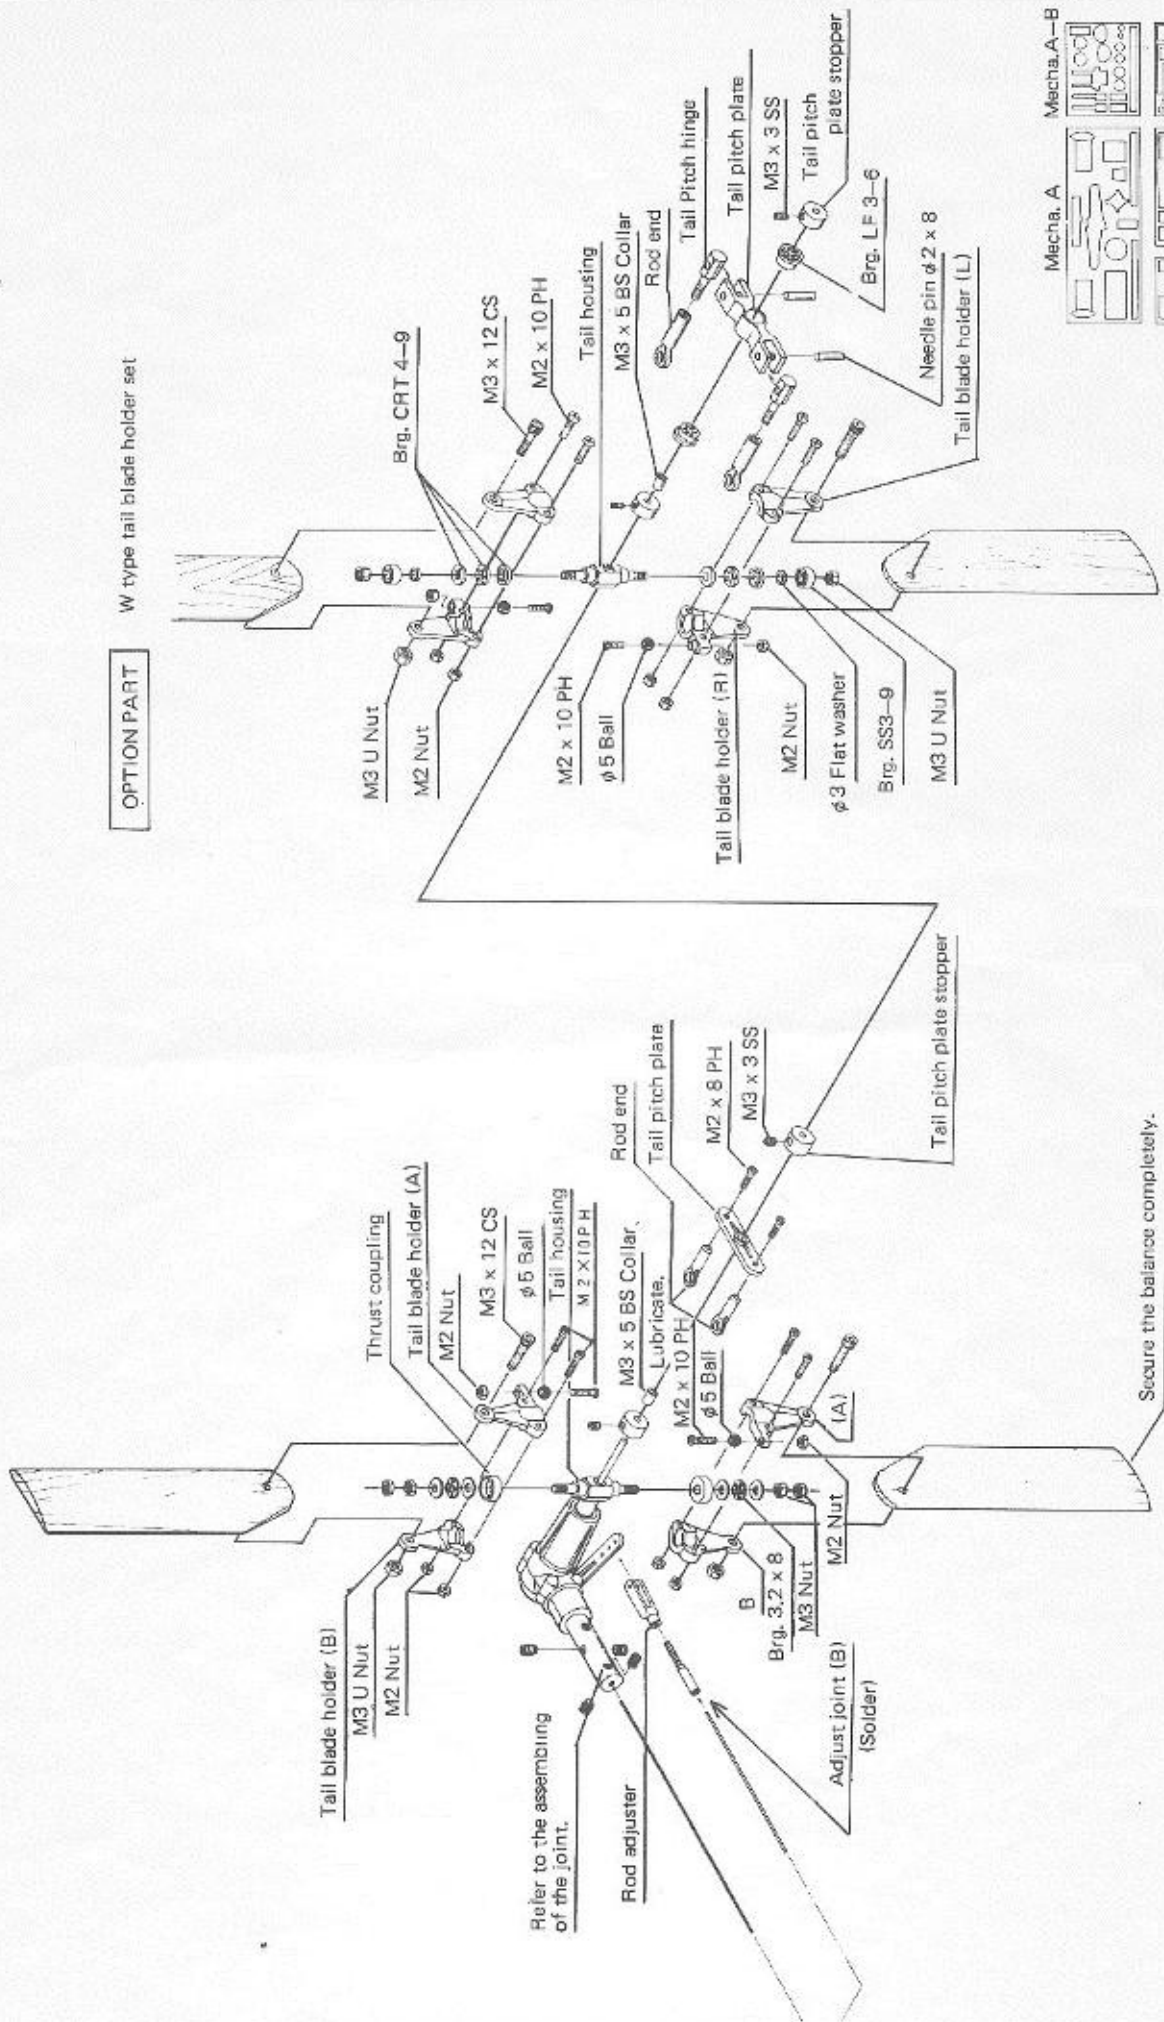 OPTION PART
W type tail blade holder set
Brg. CRT 4–9
M3 x 12 CS
M2 x 10 PH
Tail housing
M3 x 5 BS Collar
Rod end
Tail Pitch hinge
Tail pitch plate
M3 x 3 SS
Tail pitch
plate stopper
M3 U Nut
M2 Nut
M2 x 10 PH
φ5 Ball
Tail blade holder (R)
M2 Nut
φ3 Flat washer
Brg. SS3–9
M3 U Nut
Brg. LF 3–6
Needle pin φ 2 x 8
Tail blade holder (L)
Mecha. A
Mecha. A–B
Thrust coupling
Tail blade holder (A)
M2 Nut
M3 x 12 CS
φ5 Ball
Tail housing
M 2 X 10 P H
M3 x 5 BS Collar
Lubricate.
M2 x 10 PH
φ5 Ball
Rod end
Tail pitch plate
M2 x 8 PH
M3 x 3 SS
Tail pitch plate stopper
Tail blade holder (B)
M3 U Nut
M2 Nut
Refer to the assembling
of the joint.
Rod adjuster
Adjust joint (B)
(Solder)
B
Brg. 3.2 x 8
M3 Nut
M2 Nut
(A)
Secure the balance completely.